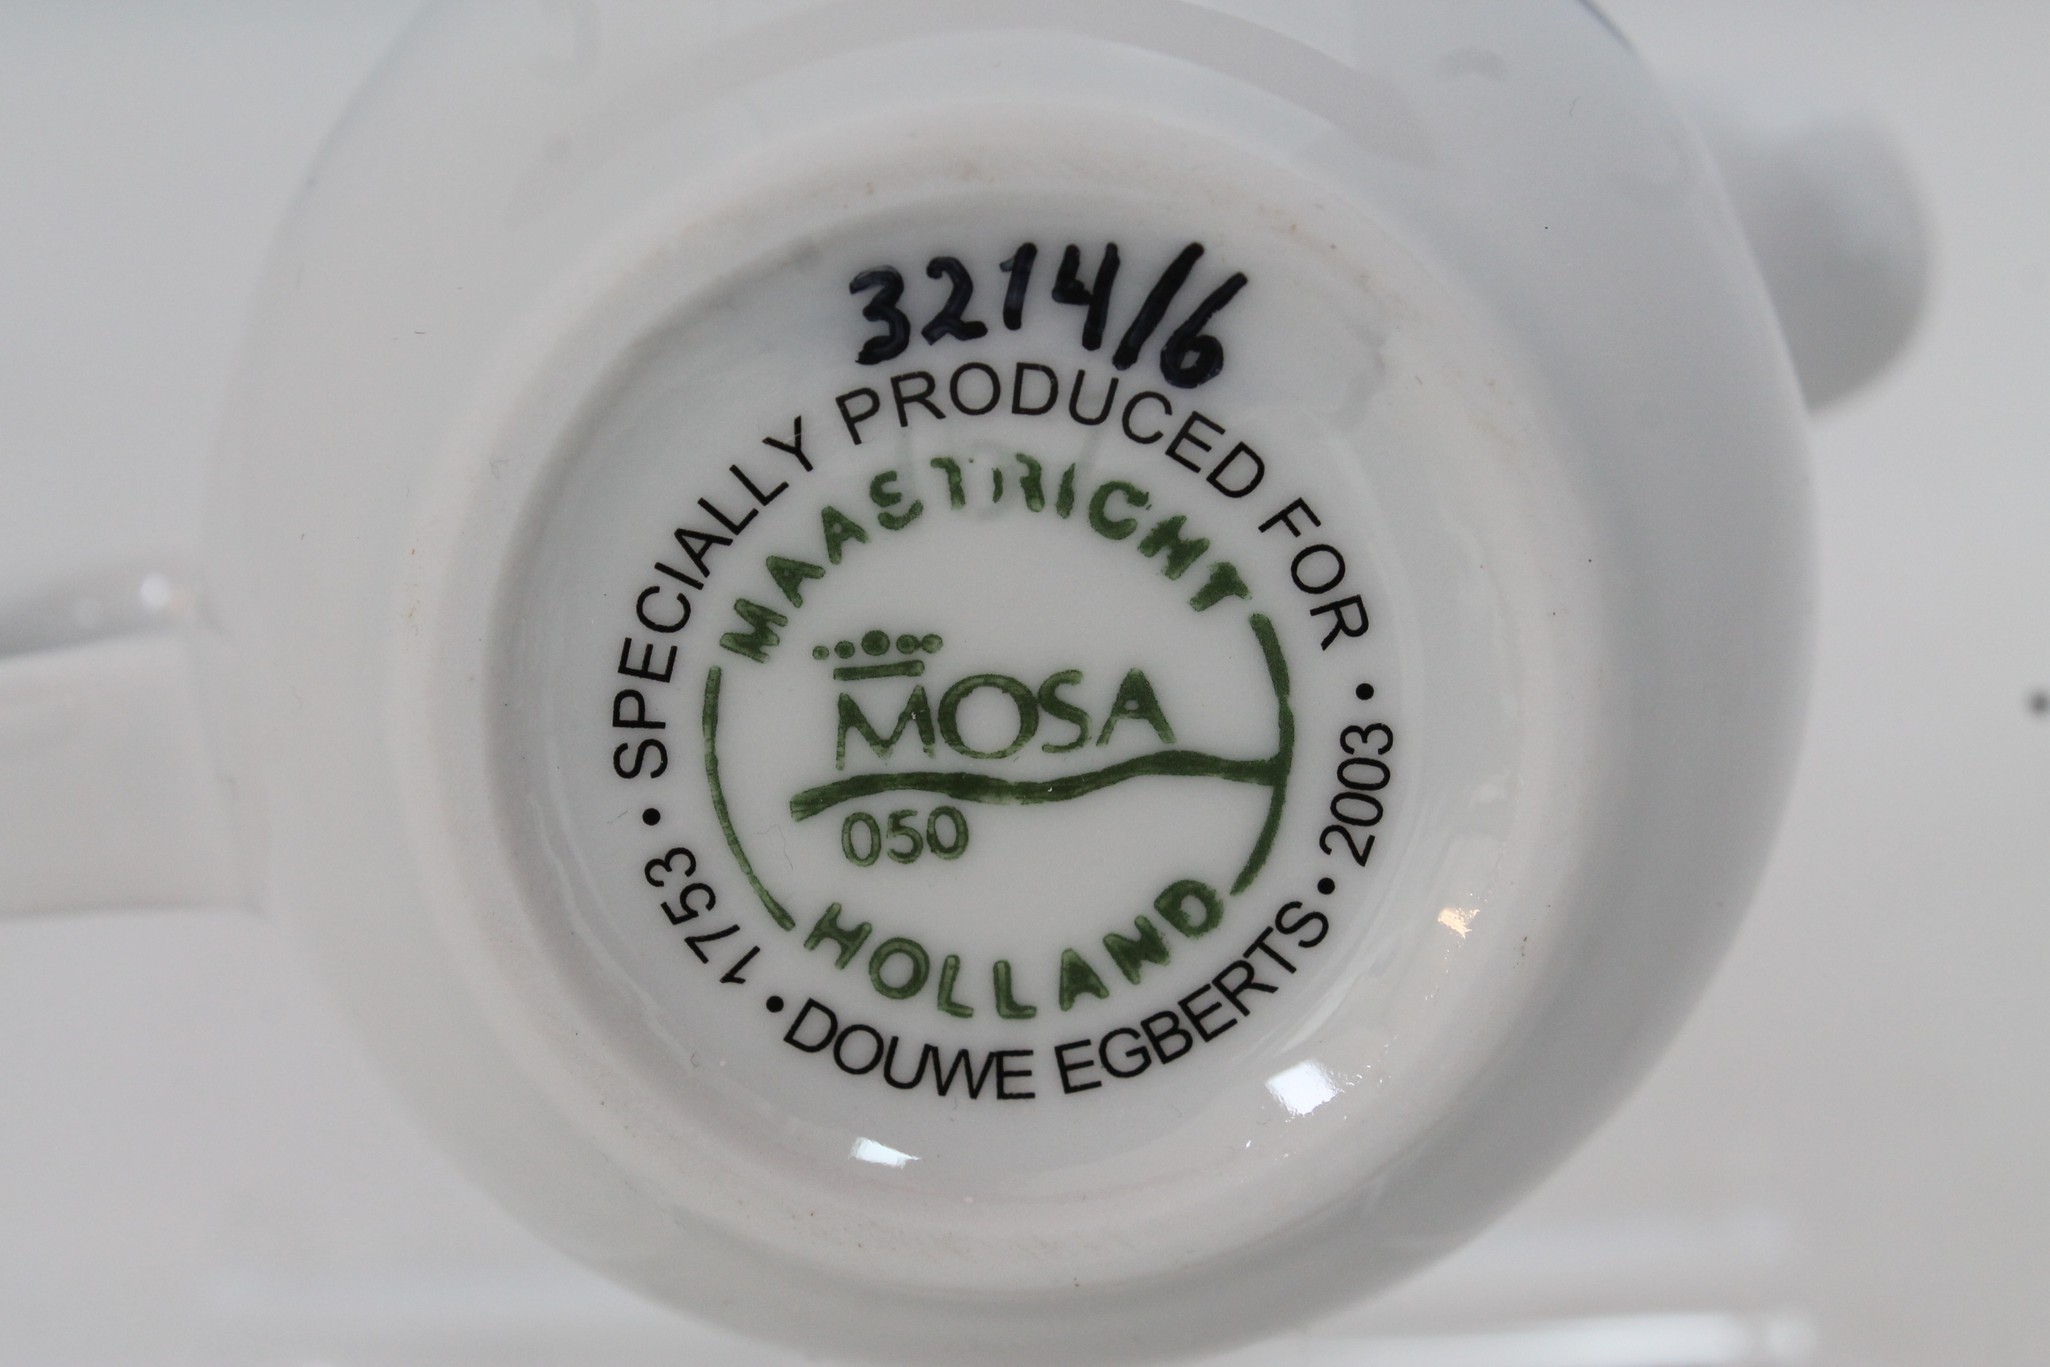 3214/6
SPECIALLY PRODUCED FOR
• 2003 •
DOUWE EGBERTS
• 1753 •
MAASTRICHT
MOSA
050
HOLLAND